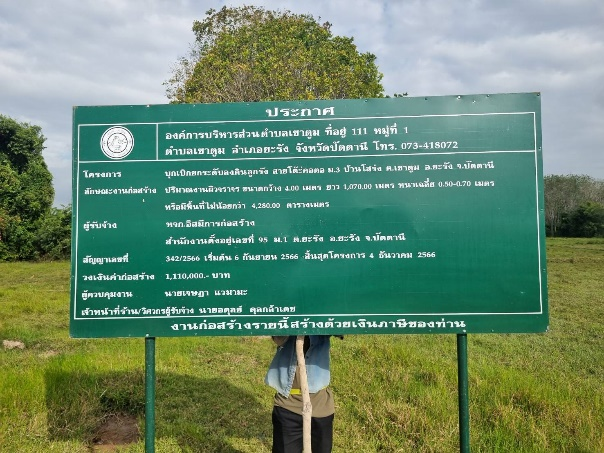 ประกาศ
องค์การบริหารส่วนตำบลเขาตูม ที่อยู่ 111 หมู่ที่ 1
ตำบลเขาตูม อำเภอยะรัง จังหวัดปัตตานี โทร. 073-418072
โครงการ บุกเบิกยกระดับลงดินลูกรัง สายโต๊ะคอดอ ม.3 บ้านโสร่ง ต.เขาตูม อ.ยะรัง จ.ปัตตานี
ลักษณะงานก่อสร้าง ปริมาณงานผิวจราจร ขนาดกว้าง 4.00 เมตร ยาว 1,070.00 เมตร หนาเฉลี่ย 0.50-0.70 เมตร
หรือมีพื้นที่ไม่น้อยกว่า 4,280.00 ตารางเมตร
ผู้รับจ้าง หจก.อิสมีการก่อสร้าง
สำนักงานตั้งอยู่เลขที่ 95 ม.1 ต.ยะรัง อ.ยะรัง จ.ปัตตานี
สัญญาเลขที่ 342/2566 เริ่มต้น 6 กันยายน 2566 สิ้นสุดโครงการ 4 ธันวาคม 2566
วงเงินค่าก่อสร้าง 1,110,000.- บาท
ผู้ควบคุมงาน นายเจษฎา แวมามะ
เจ้าหน้าที่จ้าน/วิศวกรผู้รับจ้าง นายอดุลย์ ดุลกล้าเดช
งานก่อสร้างรายนี้สร้างด้วยเงินภาษีของท่าน